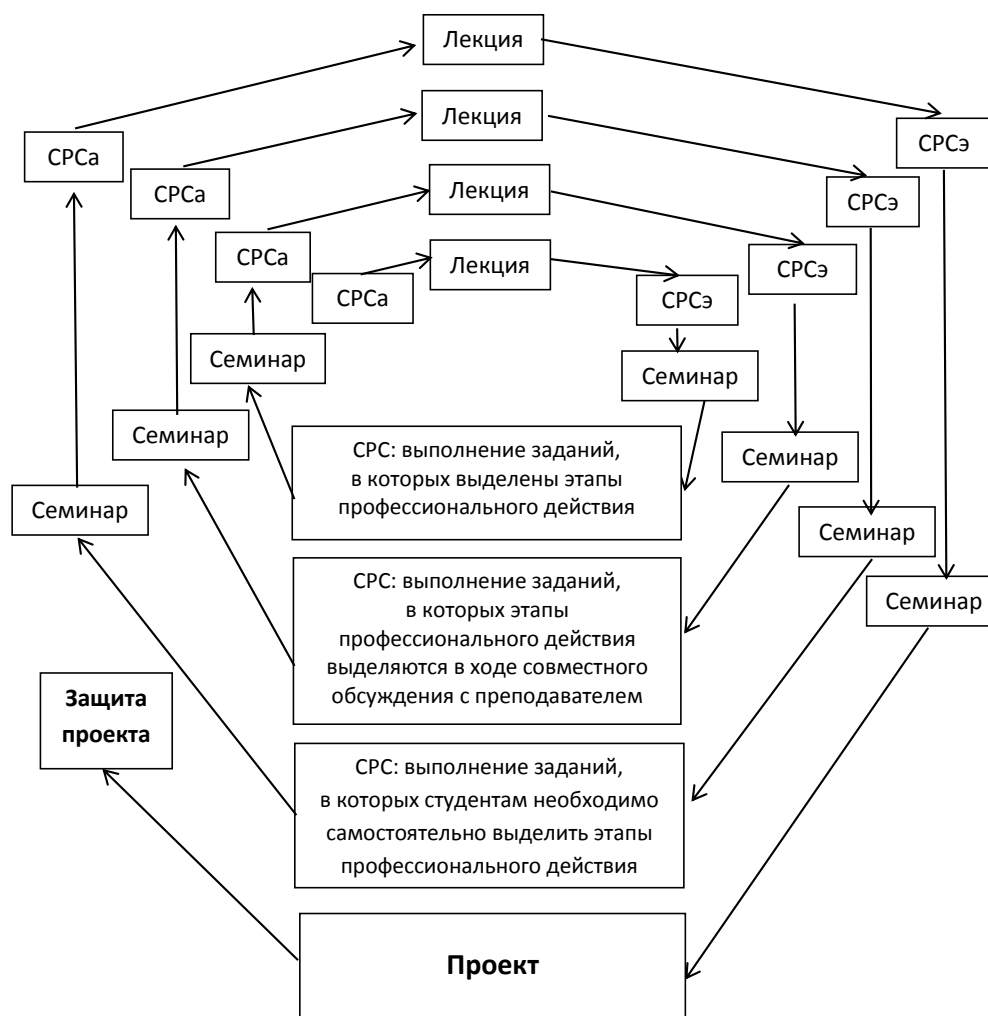 Лекция
Лекция
СРСэ
СРСа
СРСа
Лекция
СРСэ
СРСа
Лекция
СРСэ
СРСа
СРСэ
Семинар
Семинар
Семинар
СРС: выполнение заданий,
в которых выделены этапы
профессионального действия
Семинар
Семинар
Семинар
СРС: выполнение заданий,
в которых этапы
профессионального действия
выделяются в ходе совместного
обсуждения с преподавателем
Семинар
Защита
проекта
СРС: выполнение заданий,
в которых студентам необходимо
самостоятельно выделить этапы
профессионального действия
Проект